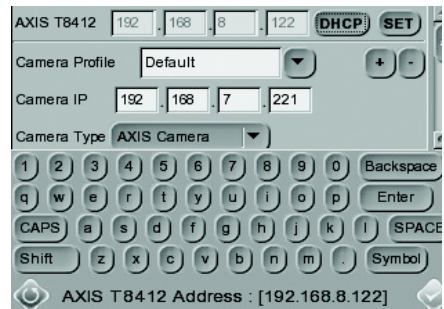 AXIS T8412 192 . 168 . 8 . 122 DHCP SET
Camera Profile Default + -
Camera IP 192 . 168 . 7 . 221
Camera Type AXIS Camera
1 2 3 4 5 6 7 8 9 0 Backspace
q w e r t y u i o p Enter
CAPS a s d f g h j k l SPACE
Shift z x c v b n m . Symbol
AXIS T8412 Address : [192.168.8.122]